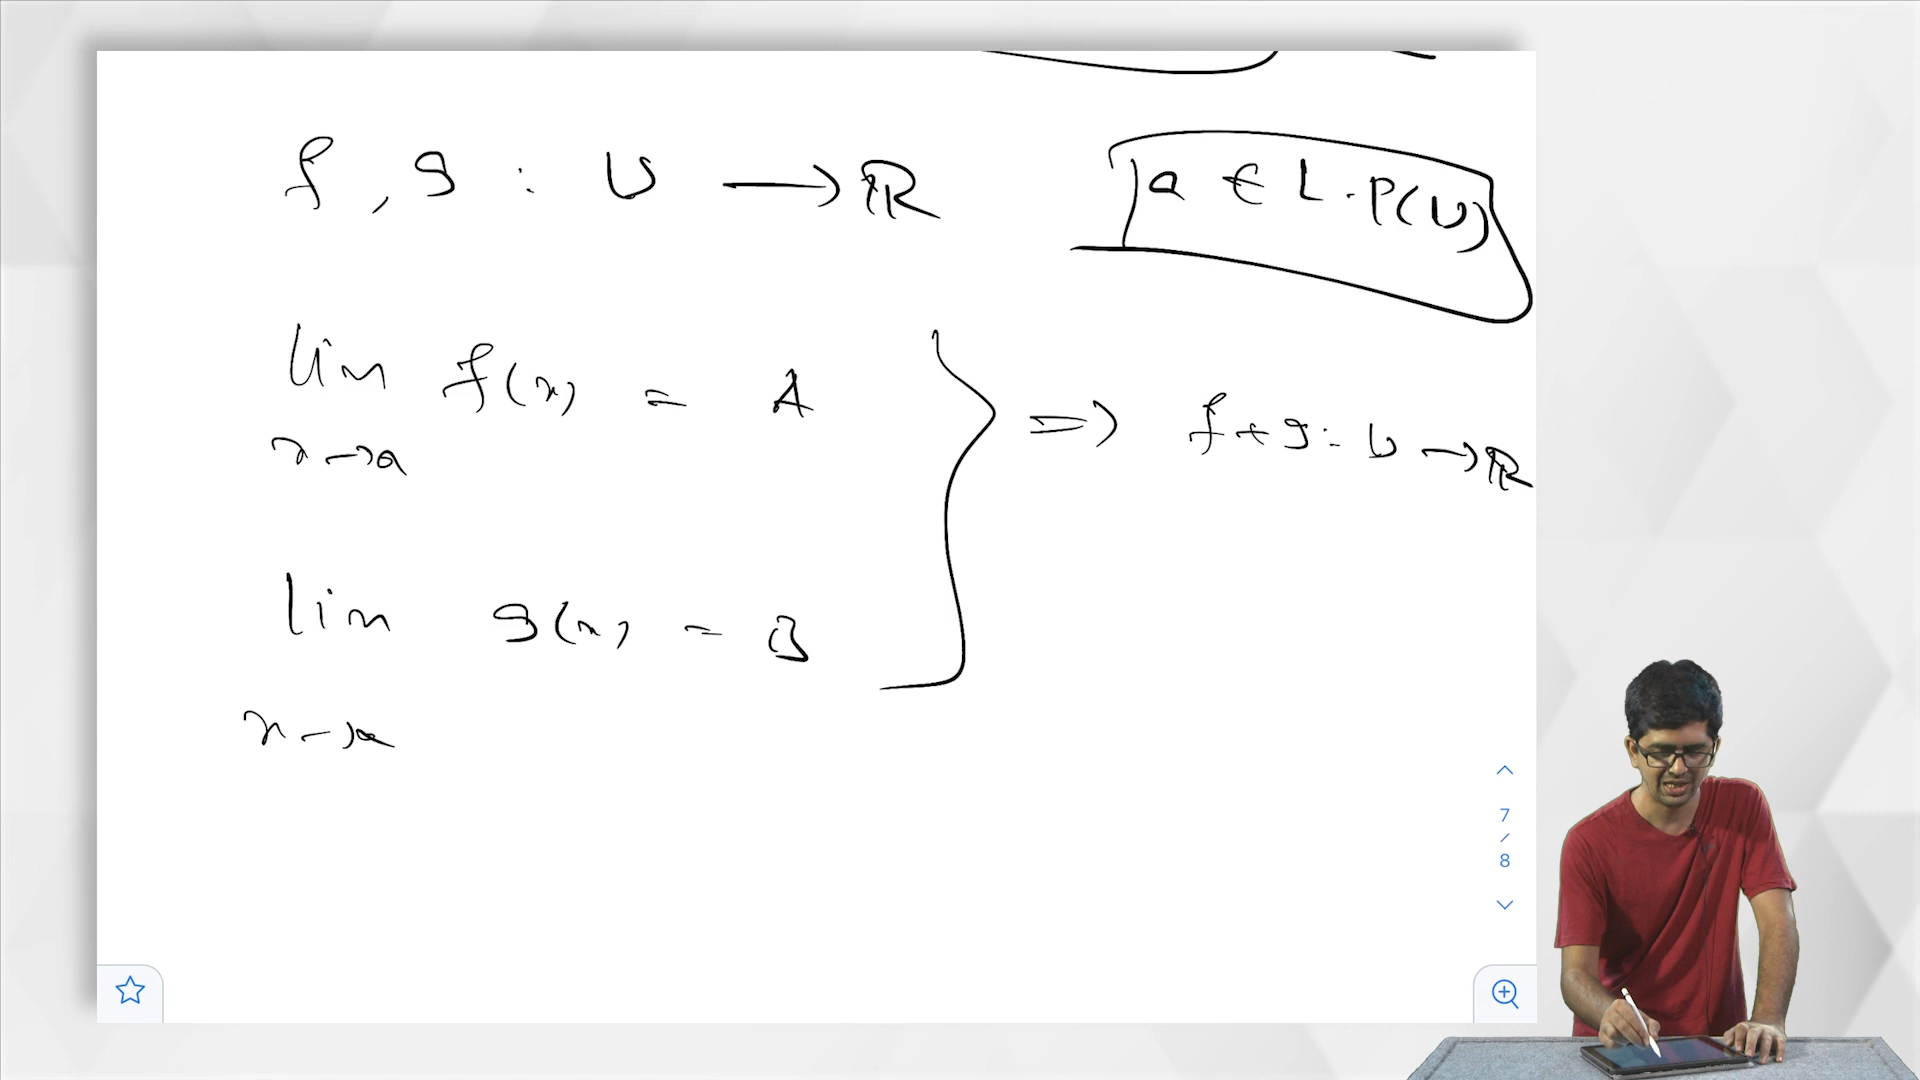 f, g : U → ℝ
a ∈ L.P(U)
lim f(x) = A
x→a
⇒ f+g: U → ℝ
lim g(x) = B
x→a
7
/
8